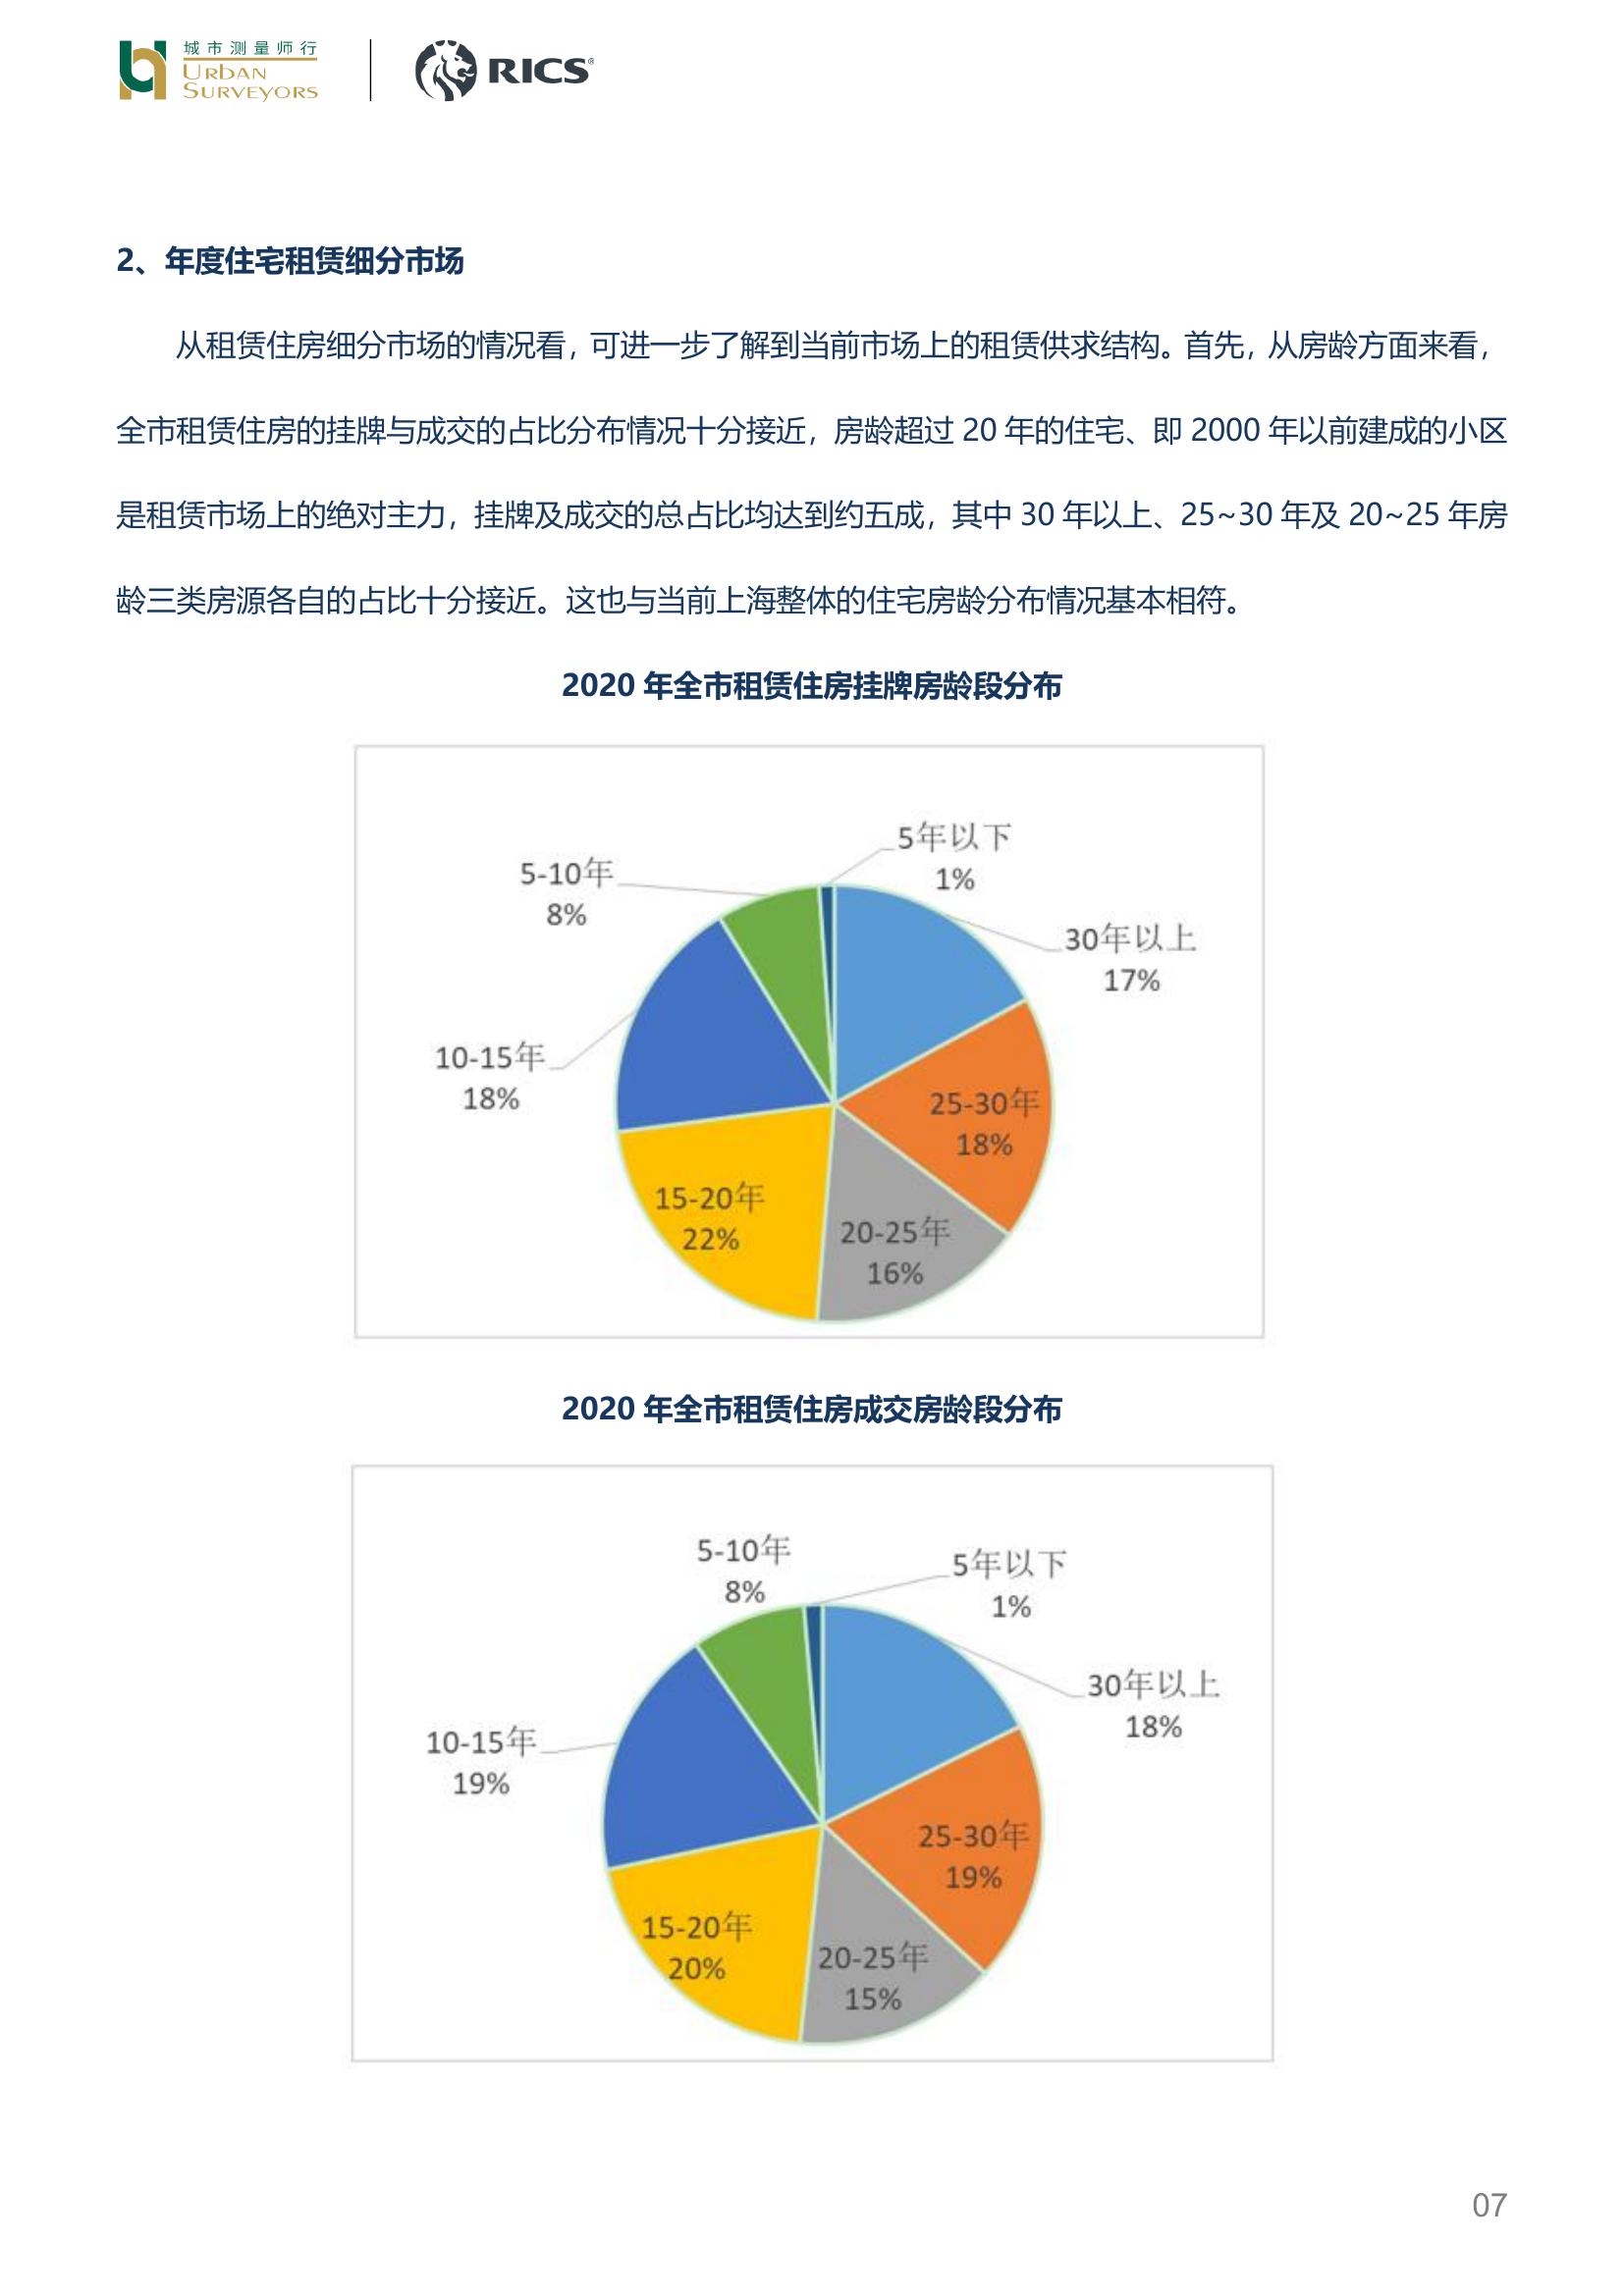 城市测量师行
URBAN
SURVEYORS
RICS®
2、年度住宅租赁细分市场
从租赁住房细分市场的情况看，可进一步了解到当前市场上的租赁供求结构。首先，从房龄方面来看，
全市租赁住房的挂牌与成交的占比分布情况十分接近，房龄超过 20 年的住宅、即 2000 年以前建成的小区
是租赁市场上的绝对主力，挂牌及成交的总占比均达到约五成，其中 30 年以上、25~30 年及 20~25 年房
龄三类房源各自的占比十分接近。这也与当前上海整体的住宅房龄分布情况基本相符。
2020 年全市租赁住房挂牌房龄段分布
5年以下
1%
5-10年
8%
30年以上
17%
10-15年
18%
25-30年
18%
15-20年
22%
20-25年
16%
2020 年全市租赁住房成交房龄段分布
5-10年
8%
5年以下
1%
30年以上
18%
10-15年
19%
25-30年
19%
15-20年
20%
20-25年
15%
07